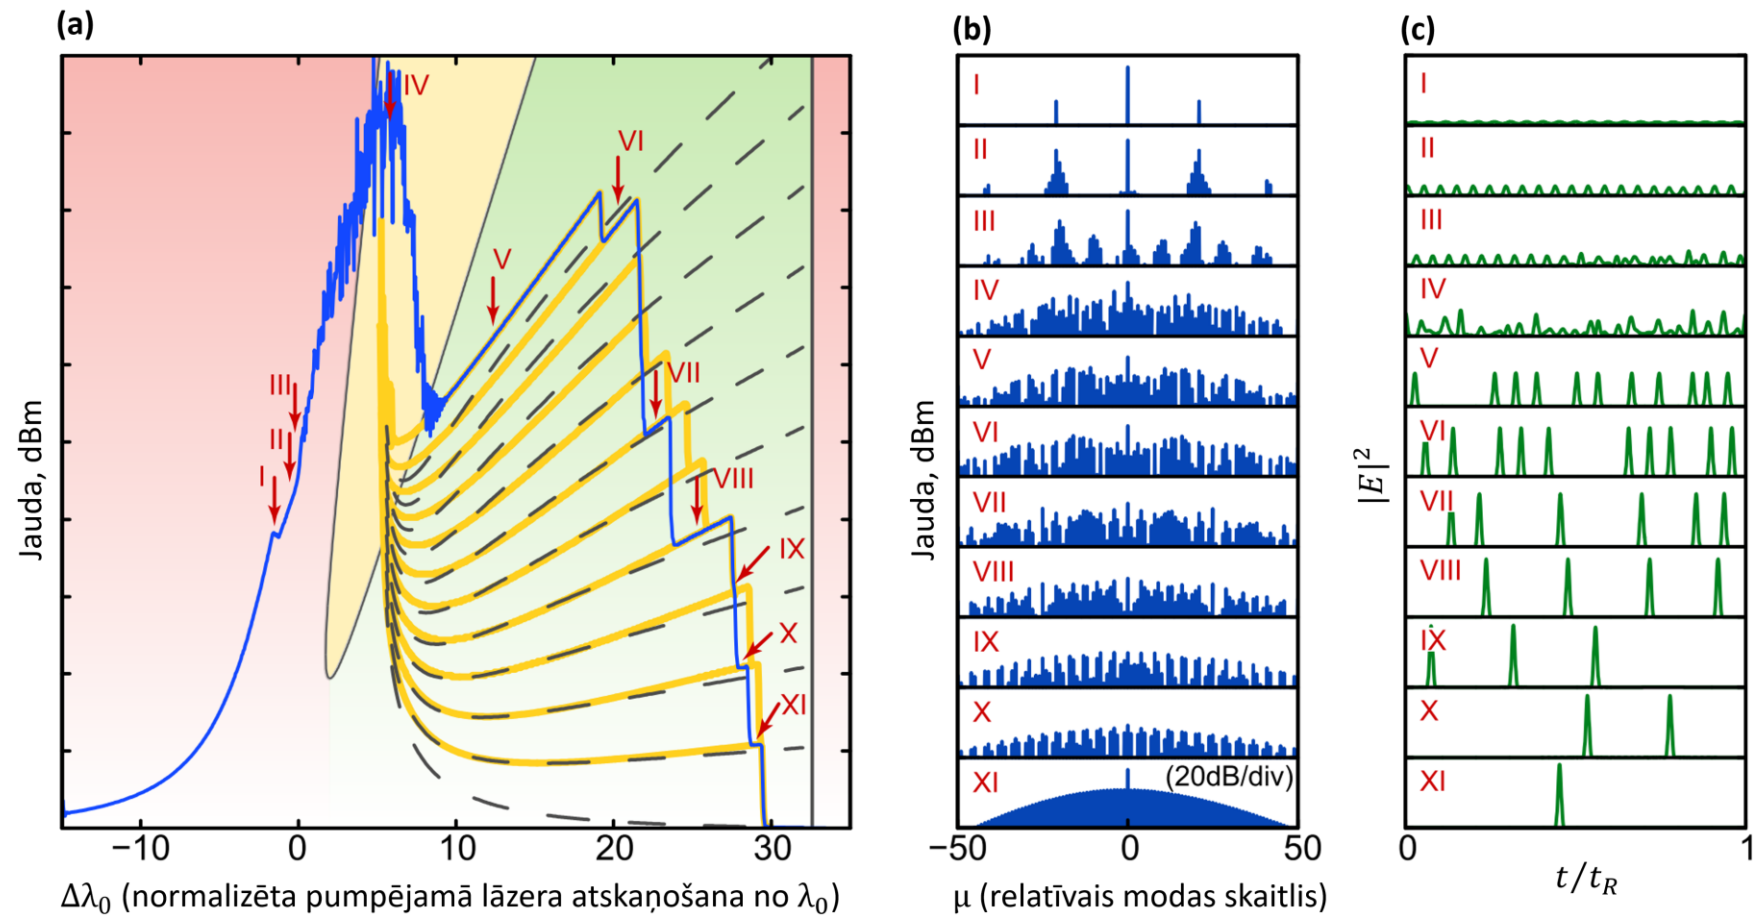 (a)
(b)
(c)
Jauda, dBm
I
II
III
IV
V
VI
VII
VIII
IX
X
XI
−10
0
10
20
30
Δλ₀ (normalizēta pumpējamā lāzera atskaņošana no λ₀)
Jauda, dBm
I
II
III
IV
V
VI
VII
VIII
IX
X
XI
(20dB/div)
−50
0
50
μ (relatīvais modas skaitlis)
|E|²
I
II
III
IV
V
VI
VII
VIII
IX
X
XI
0
1
t/t_R